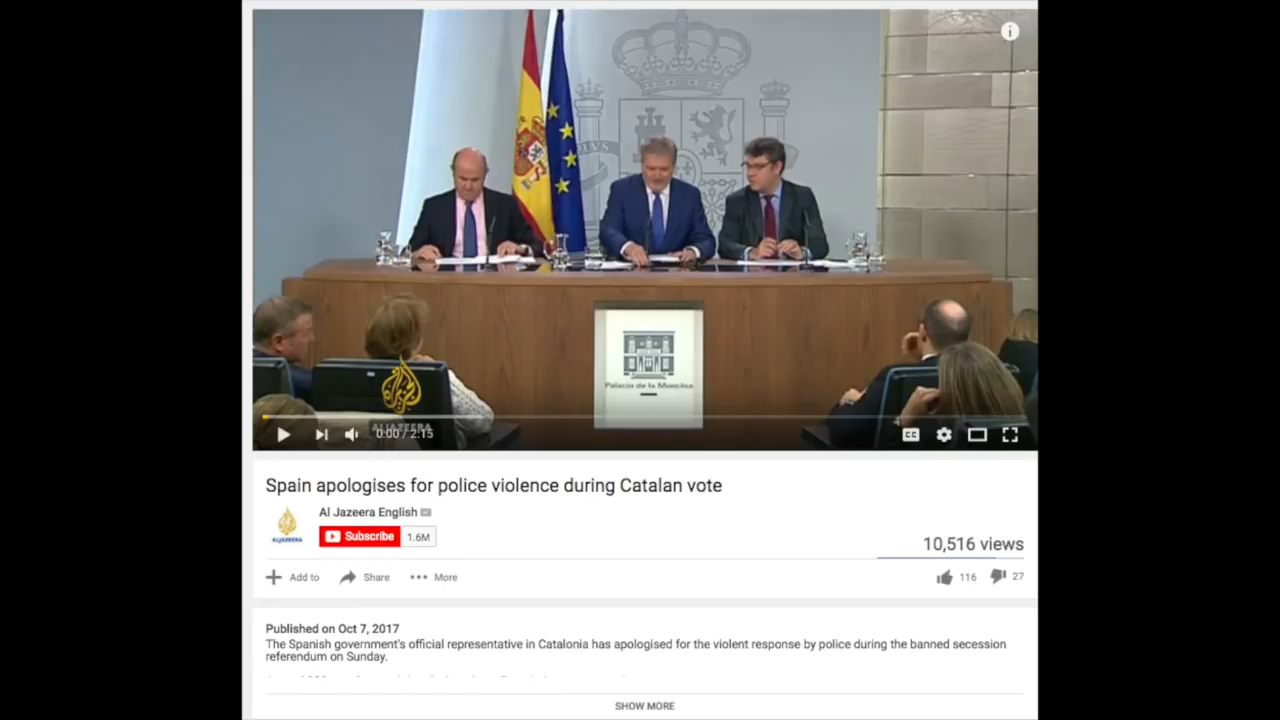 Palacio de la Moncloa
ALJAZEERA
0:00 / 2:15
CC
Spain apologises for police violence during Catalan vote
Al Jazeera English
ALJAZEERA
Subscribe 1.6M
10,516 views
Add to Share More
116 27
Published on Oct 7, 2017
The Spanish government's official representative in Catalonia has apologised for the violent response by police during the banned secession
referendum on Sunday.
SHOW MORE